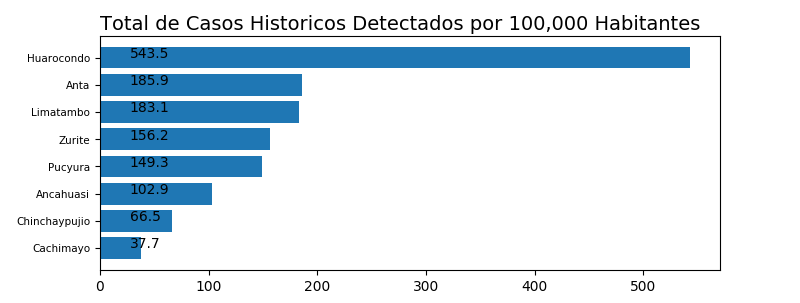 Total de Casos Historicos Detectados por 100,000 Habitantes
Huarocondo 543.5
Anta 185.9
Limatambo 183.1
Zurite 156.2
Pucyura 149.3
Ancahuasi 102.9
Chinchaypujio 66.5
Cachimayo 37.7
0 100 200 300 400 500